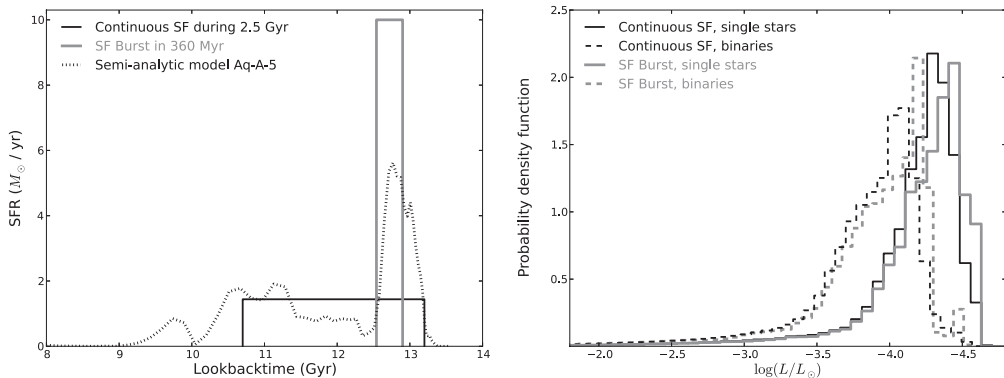 SFR (M⊙ / yr)
10
8
6
4
2
0
Continuous SF during 2.5 Gyr
SF Burst in 360 Myr
Semi-analytic model Aq-A-5
8 9 10 11 12 13 14
Lookbacktime (Gyr)
Probability density function
2.5
2.0
1.5
1.0
0.5
Continuous SF, single stars
Continuous SF, binaries
SF Burst, single stars
SF Burst, binaries
−2.0 −2.5 −3.0 −3.5 −4.0 −4.5
log(L/L⊙)